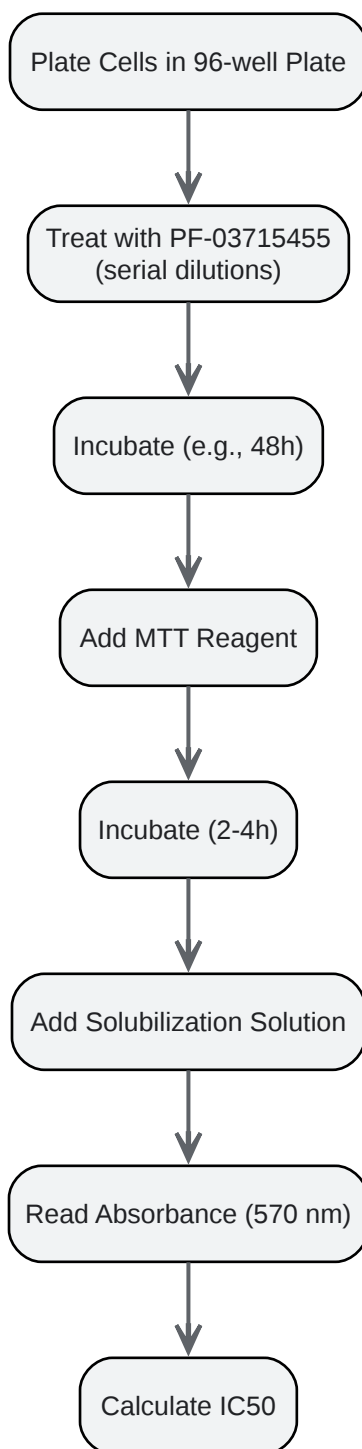 Plate Cells in 96-well Plate
Treat with PF-03715455
(serial dilutions)
Incubate (e.g., 48h)
Add MTT Reagent
Incubate (2-4h)
Add Solubilization Solution
Read Absorbance (570 nm)
Calculate IC50